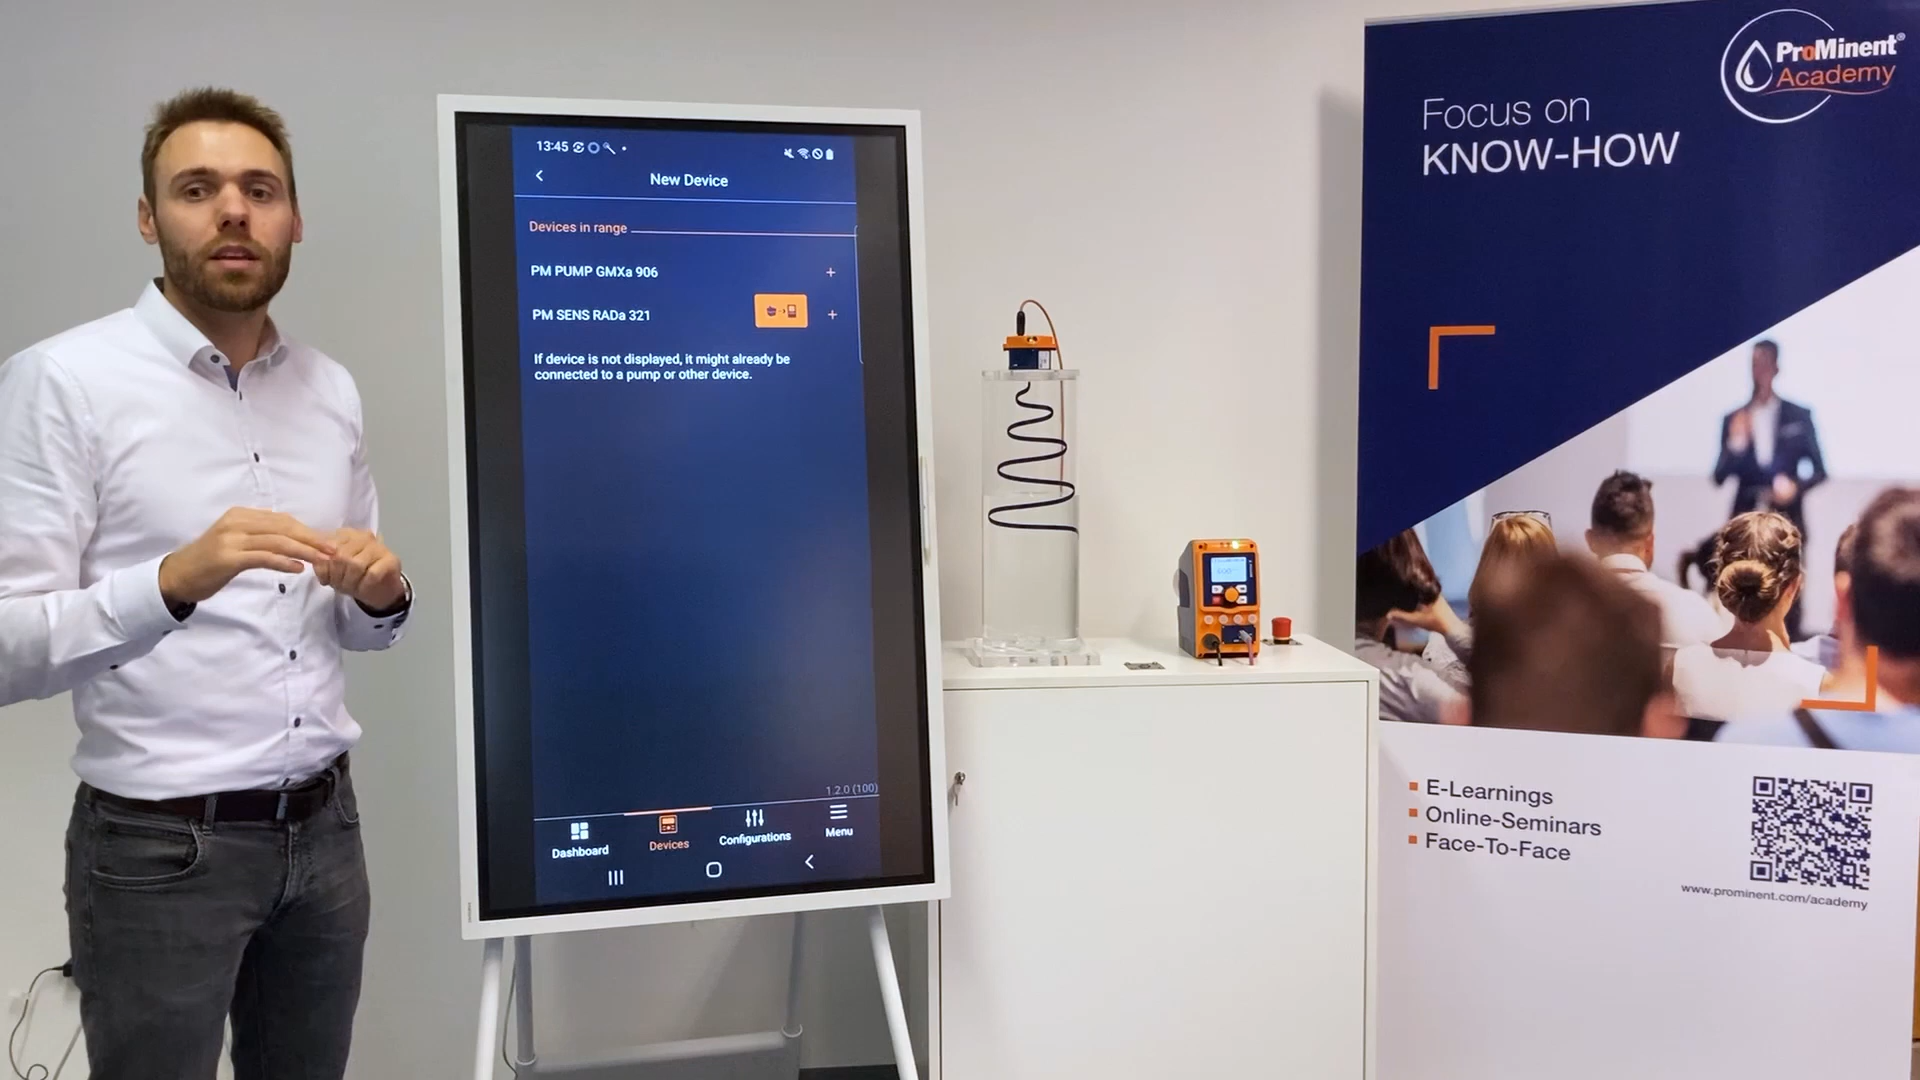 13:45
New Device
Devices in range
PM PUMP GMXa 906 +
PM SENS RADa 321 +
If device is not displayed, it might already be
connected to a pump or other device.
1.2.0 (100)
Dashboard
Devices
Configurations
Menu
ProMinent®
Academy
Focus on
KNOW-HOW
E-Learnings
Online-Seminars
Face-To-Face
www.prominent.com/academy